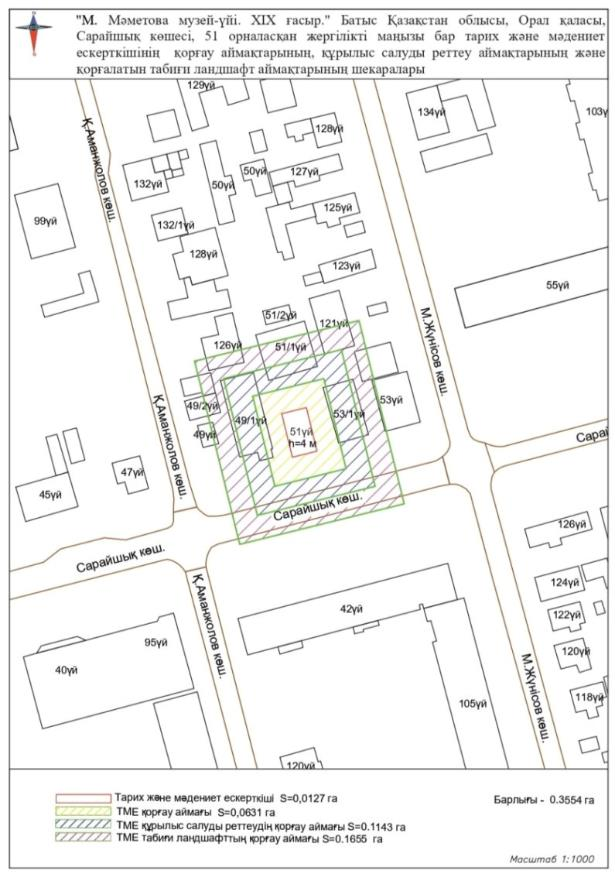 "М. Мәметова музей-үйі. XIX ғасыр." Батыс Қазақстан облысы, Орал қаласы,
Сарайшық көшесі, 51 орналасқан жергілікті маңызы бар тарих және мәдениет
ескерткішінің қорғау аймақтарының, құрылыс салуды реттеу аймақтарының және
қорғалатын табиғи ландшафт аймақтарының шекаралары
129үй
134үй
103ү
Қ.Аманжолов көш.
128үй
132үй
50үй
50үй
127үй
99үй
132/1үй
125үй
128үй
123үй
55үй
51/2үй
121үй
М.Жүнісов көш.
126үй
51/1үй
Қ.Аманжолов көш.
49/2үй
49/1үй
53/1үй
53үй
49үй
51үй
h=4 м
Сарай
47үй
45үй
Сарайшық көш.
126үй
Сарайшық көш.
Қ.Аманжолов көш.
124үй
42үй
122үй
95үй
120үй
40үй
М.Жүнісов көш.
118үй
105үй
120үй
Тарих және мәдениет ескерткіші S=0,0127 га
Барлығы - 0.3554 га
ТМЕ қорғау аймағы S=0,0631 га
ТМЕ құрылыс салуды реттеудің қорғау аймағы S=0.1143 га
ТМЕ табиғи ландшафттың қорғау аймағы S=0.1655 га
Масштаб 1:1000